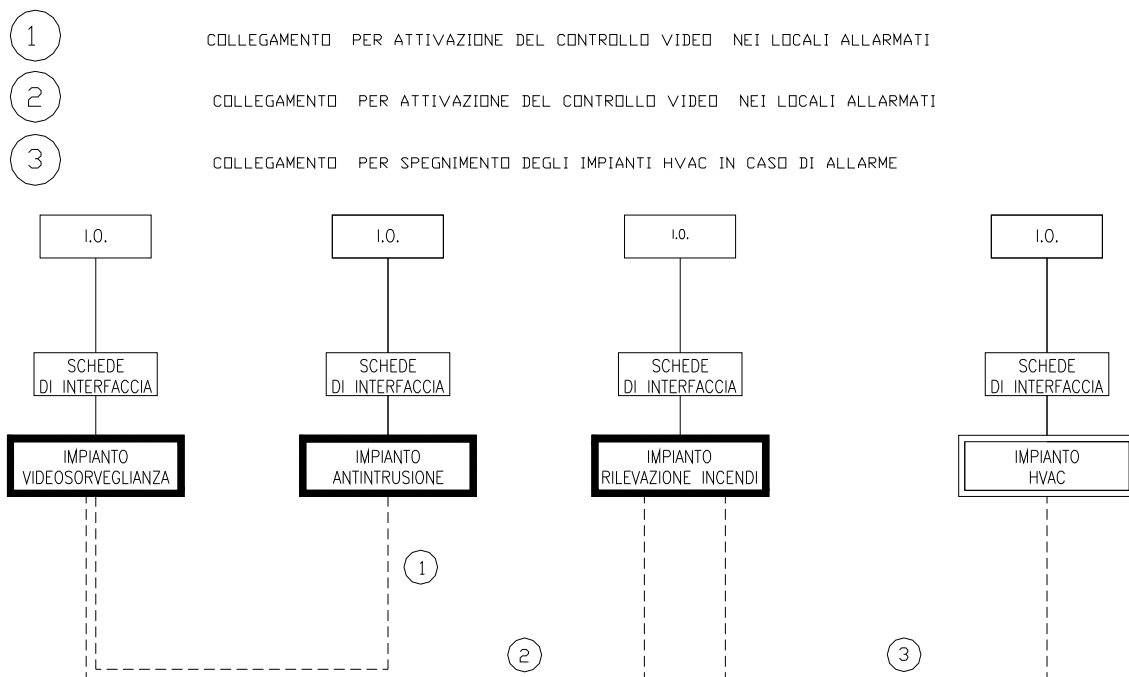 1
COLLEGAMENTO PER ATTIVAZIONE DEL CONTROLLO VIDEO NEI LOCALI ALLARMATI
2
COLLEGAMENTO PER ATTIVAZIONE DEL CONTROLLO VIDEO NEI LOCALI ALLARMATI
3
COLLEGAMENTO PER SPEGNIMENTO DEGLI IMPIANTI HVAC IN CASO DI ALLARME
I.O.
I.O.
I.O.
I.O.
SCHEDE
DI INTERFACCIA
SCHEDE
DI INTERFACCIA
SCHEDE
DI INTERFACCIA
SCHEDE
DI INTERFACCIA
IMPIANTO
VIDEOSORVEGLIANZA
IMPIANTO
ANTINTRUSIONE
IMPIANTO
RILEVAZIONE INCENDI
IMPIANTO
HVAC
1
2
3